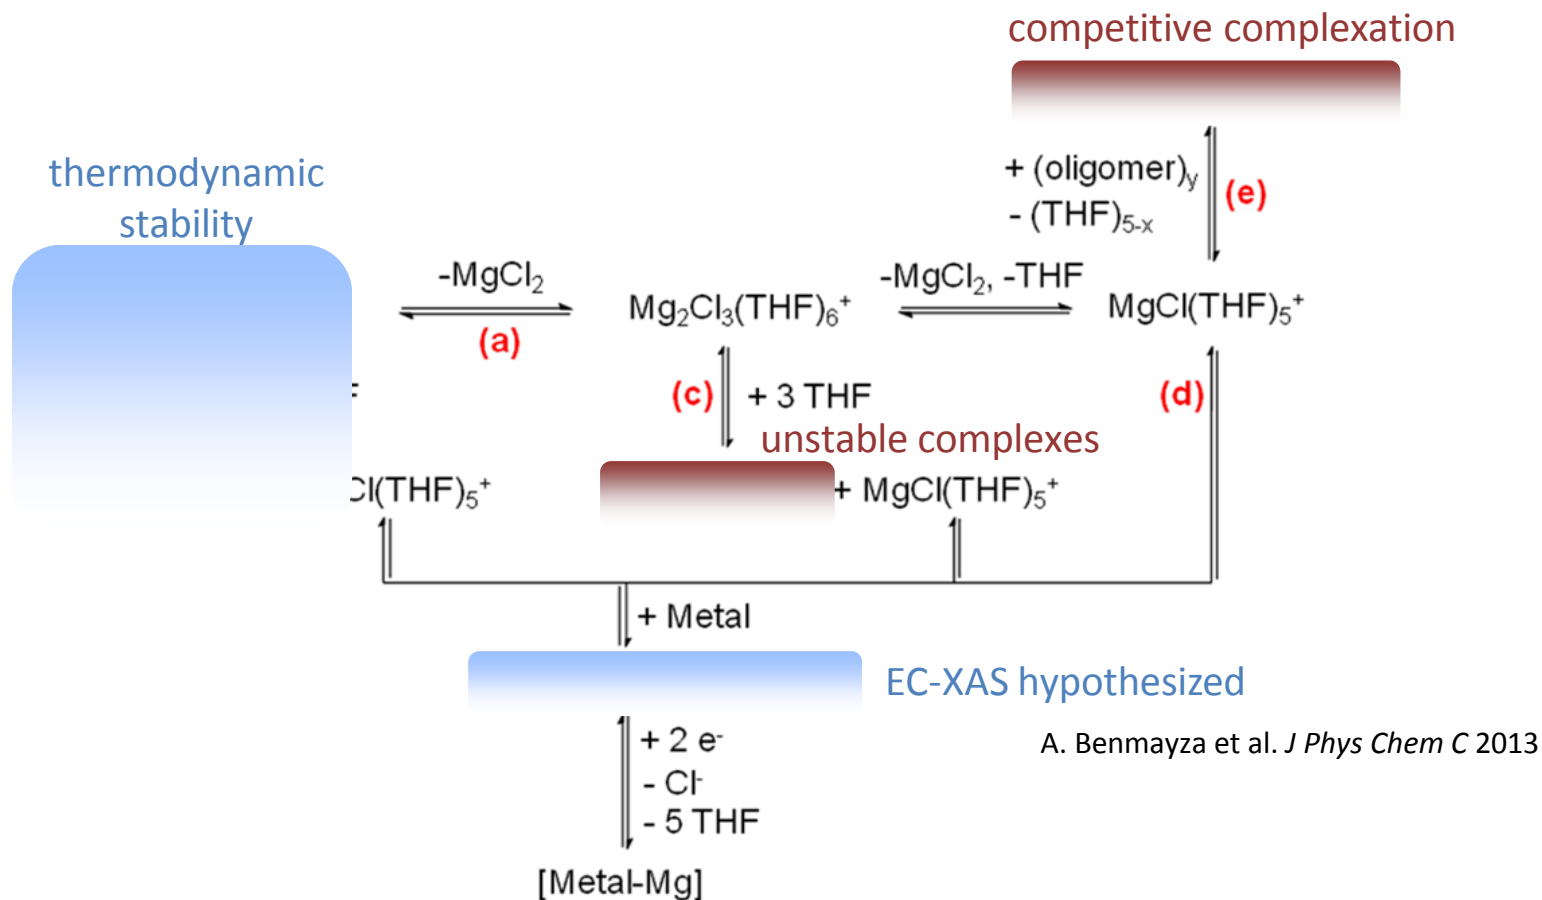 competitive complexation
thermodynamic
stability
+ (oligomer)y
- (THF)5-x
(e)
-MgCl2
(a)
Mg2Cl3(THF)6+
-MgCl2, -THF
MgCl(THF)5+
(c)
+ 3 THF
(d)
unstable complexes
Cl(THF)5+
+ MgCl(THF)5+
+ Metal
EC-XAS hypothesized
+ 2 e-
- Cl-
- 5 THF
A. Benmayza et al. J Phys Chem C 2013
[Metal-Mg]